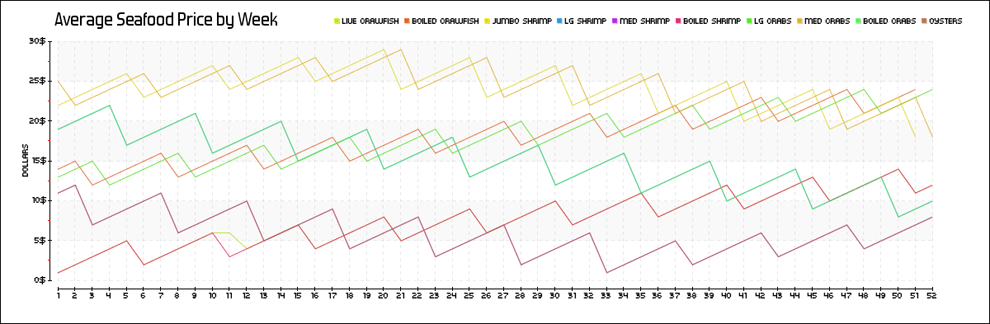 Average Seafood Price by Week
LIVE CRAWFISH BOILED CRAWFISH JUMBO SHRIMP LG SHRIMP MED SHRIMP BOILED SHRIMP LG CRABS MED CRABS BOILED CRABS OYSTERS
30$
25$
20$
15$
10$
5$
0$
DOLLARS
1 2 3 4 5 6 7 8 9 10 11 12 13 14 15 16 17 18 19 20 21 22 23 24 25 26 27 28 29 30 31 32 33 34 35 36 37 38 39 40 41 42 43 44 45 46 47 48 49 50 51 52